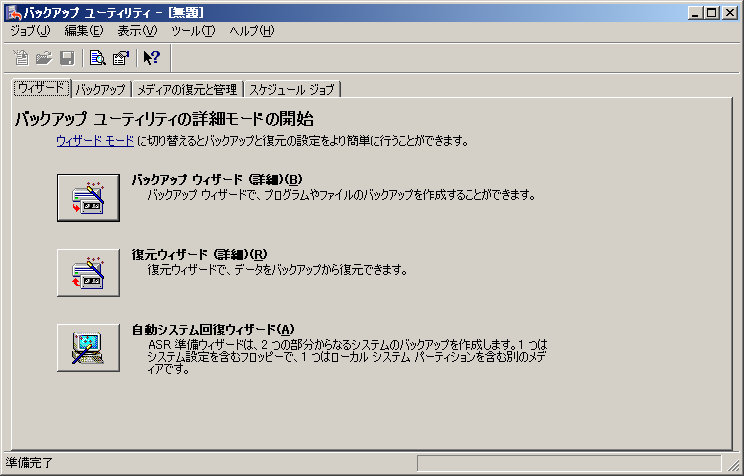 バックアップ ユーティリティ - [無題]
ジョブ(J) 編集(E) 表示(V) ツール(T) ヘルプ(H)
ウィザード バックアップ メディアの復元と管理 スケジュール ジョブ
バックアップ ユーティリティの詳細モードの開始
ウィザード モード に切り替えるとバックアップと復元の設定をより簡単に行うことができます。
バックアップ ウィザード (詳細)(B)
バックアップ ウィザードで、プログラムやファイルのバックアップを作成することができます。
復元ウィザード (詳細)(R)
復元ウィザードで、データをバックアップから復元できます。
自動システム回復ウィザード(A)
ASR 準備ウィザードは、2 つの部分からなるシステムのバックアップを作成します。1 つは
システム設定を含むフロッピーで、1 つはローカル システム パーティションを含む別のメデ
ィアです。
準備完了